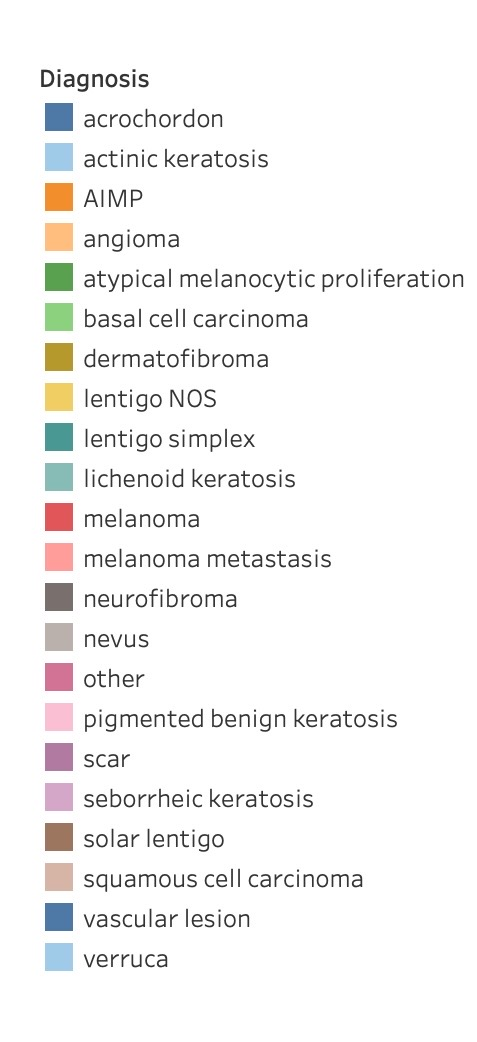 Diagnosis
acrochordon
actinic keratosis
AIMP
angioma
atypical melanocytic proliferation
basal cell carcinoma
dermatofibroma
lentigo NOS
lentigo simplex
lichenoid keratosis
melanoma
melanoma metastasis
neurofibroma
nevus
other
pigmented benign keratosis
scar
seborrheic keratosis
solar lentigo
squamous cell carcinoma
vascular lesion
verruca